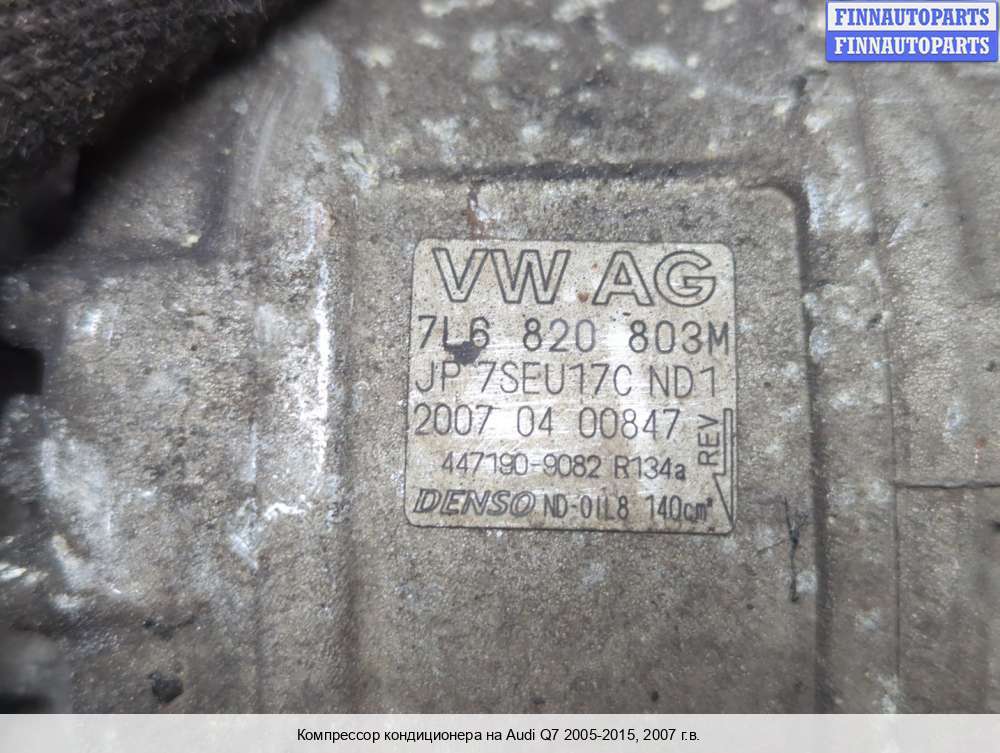 FINNAUTOPARTS
FINNAUTOPARTS
VW AG
7L6 820 803M
JP 7SEU17C ND1
2007 04 00847
REV
447190-9082 R134a
DENSO ND-OIL8 140cm³
Компрессор кондиционера на Audi Q7 2005-2015, 2007 г.в.